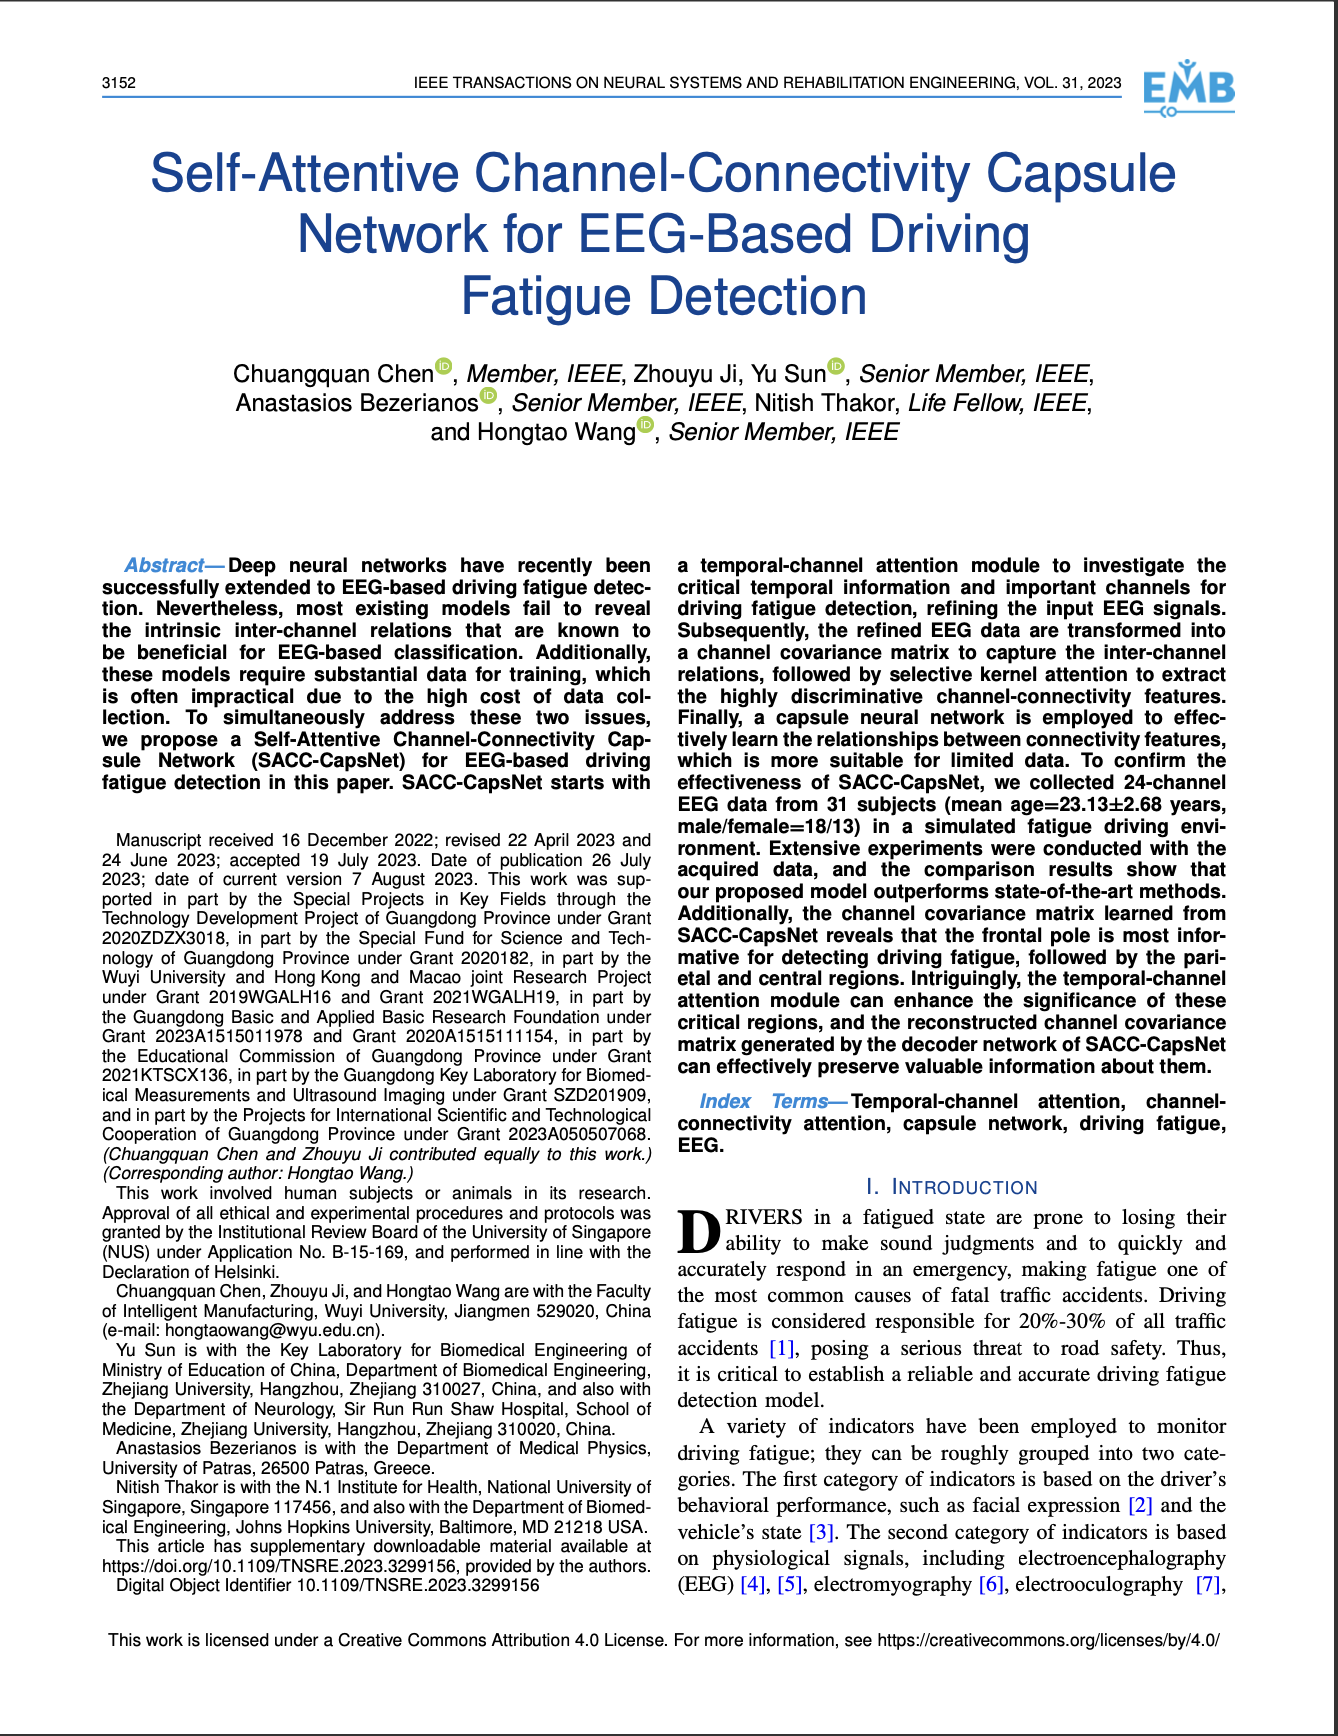 3152
IEEE TRANSACTIONS ON NEURAL SYSTEMS AND REHABILITATION ENGINEERING, VOL. 31, 2023
EMB
Self-Attentive Channel-Connectivity Capsule
Network for EEG-Based Driving
Fatigue Detection
Chuangquan Chen iD, Member, IEEE, Zhouyu Ji, Yu Sun iD, Senior Member, IEEE,
Anastasios Bezerianos iD, Senior Member, IEEE, Nitish Thakor, Life Fellow, IEEE,
and Hongtao Wang iD, Senior Member, IEEE
Abstract—Deep neural networks have recently been
successfully extended to EEG-based driving fatigue detec-
tion. Nevertheless, most existing models fail to reveal
the intrinsic inter-channel relations that are known to
be beneficial for EEG-based classification. Additionally,
these models require substantial data for training, which
is often impractical due to the high cost of data col-
lection. To simultaneously address these two issues,
we propose a Self-Attentive Channel-Connectivity Cap-
sule Network (SACC-CapsNet) for EEG-based driving
fatigue detection in this paper. SACC-CapsNet starts with
Manuscript received 16 December 2022; revised 22 April 2023 and
24 June 2023; accepted 19 July 2023. Date of publication 26 July
2023; date of current version 7 August 2023. This work was sup-
ported in part by the Special Projects in Key Fields through the
Technology Development Project of Guangdong Province under Grant
2020ZDZX3018, in part by the Special Fund for Science and Tech-
nology of Guangdong Province under Grant 2020182, in part by the
Wuyi University and Hong Kong and Macao joint Research Project
under Grant 2019WGALH16 and Grant 2021WGALH19, in part by
the Guangdong Basic and Applied Basic Research Foundation under
Grant 2023A1515011978 and Grant 2020A1515111154, in part by
the Educational Commission of Guangdong Province under Grant
2021KTSCX136, in part by the Guangdong Key Laboratory for Biomed-
ical Measurements and Ultrasound Imaging under Grant SZD201909,
and in part by the Projects for International Scientific and Technological
Cooperation of Guangdong Province under Grant 2023A050507068.
(Chuangquan Chen and Zhouyu Ji contributed equally to this work.)
(Corresponding author: Hongtao Wang.)
This work involved human subjects or animals in its research.
Approval of all ethical and experimental procedures and protocols was
granted by the Institutional Review Board of the University of Singapore
(NUS) under Application No. B-15-169, and performed in line with the
Declaration of Helsinki.
Chuangquan Chen, Zhouyu Ji, and Hongtao Wang are with the Faculty
of Intelligent Manufacturing, Wuyi University, Jiangmen 529020, China
(e-mail: hongtaowang@wyu.edu.cn).
Yu Sun is with the Key Laboratory for Biomedical Engineering of
Ministry of Education of China, Department of Biomedical Engineering,
Zhejiang University, Hangzhou, Zhejiang 310027, China, and also with
the Department of Neurology, Sir Run Run Shaw Hospital, School of
Medicine, Zhejiang University, Hangzhou, Zhejiang 310020, China.
Anastasios Bezerianos is with the Department of Medical Physics,
University of Patras, 26500 Patras, Greece.
Nitish Thakor is with the N.1 Institute for Health, National University of
Singapore, Singapore 117456, and also with the Department of Biomed-
ical Engineering, Johns Hopkins University, Baltimore, MD 21218 USA.
This article has supplementary downloadable material available at
https://doi.org/10.1109/TNSRE.2023.3299156, provided by the authors.
Digital Object Identifier 10.1109/TNSRE.2023.3299156
a temporal-channel attention module to investigate the
critical temporal information and important channels for
driving fatigue detection, refining the input EEG signals.
Subsequently, the refined EEG data are transformed into
a channel covariance matrix to capture the inter-channel
relations, followed by selective kernel attention to extract
the highly discriminative channel-connectivity features.
Finally, a capsule neural network is employed to effec-
tively learn the relationships between connectivity features,
which is more suitable for limited data. To confirm the
effectiveness of SACC-CapsNet, we collected 24-channel
EEG data from 31 subjects (mean age=23.13±2.68 years,
male/female=18/13) in a simulated fatigue driving envi-
ronment. Extensive experiments were conducted with the
acquired data, and the comparison results show that
our proposed model outperforms state-of-the-art methods.
Additionally, the channel covariance matrix learned from
SACC-CapsNet reveals that the frontal pole is most infor-
mative for detecting driving fatigue, followed by the pari-
etal and central regions. Intriguingly, the temporal-channel
attention module can enhance the significance of these
critical regions, and the reconstructed channel covariance
matrix generated by the decoder network of SACC-CapsNet
can effectively preserve valuable information about them.
Index Terms—Temporal-channel attention, channel-
connectivity attention, capsule network, driving fatigue,
EEG.
I. INTRODUCTION
DRIVERS in a fatigued state are prone to losing their
ability to make sound judgments and to quickly and
accurately respond in an emergency, making fatigue one of
the most common causes of fatal traffic accidents. Driving
fatigue is considered responsible for 20%-30% of all traffic
accidents [1], posing a serious threat to road safety. Thus,
it is critical to establish a reliable and accurate driving fatigue
detection model.
A variety of indicators have been employed to monitor
driving fatigue; they can be roughly grouped into two cate-
gories. The first category of indicators is based on the driver's
behavioral performance, such as facial expression [2] and the
vehicle's state [3]. The second category of indicators is based
on physiological signals, including electroencephalography
(EEG) [4], [5], electromyography [6], electrooculography [7],
This work is licensed under a Creative Commons Attribution 4.0 License. For more information, see https://creativecommons.org/licenses/by/4.0/